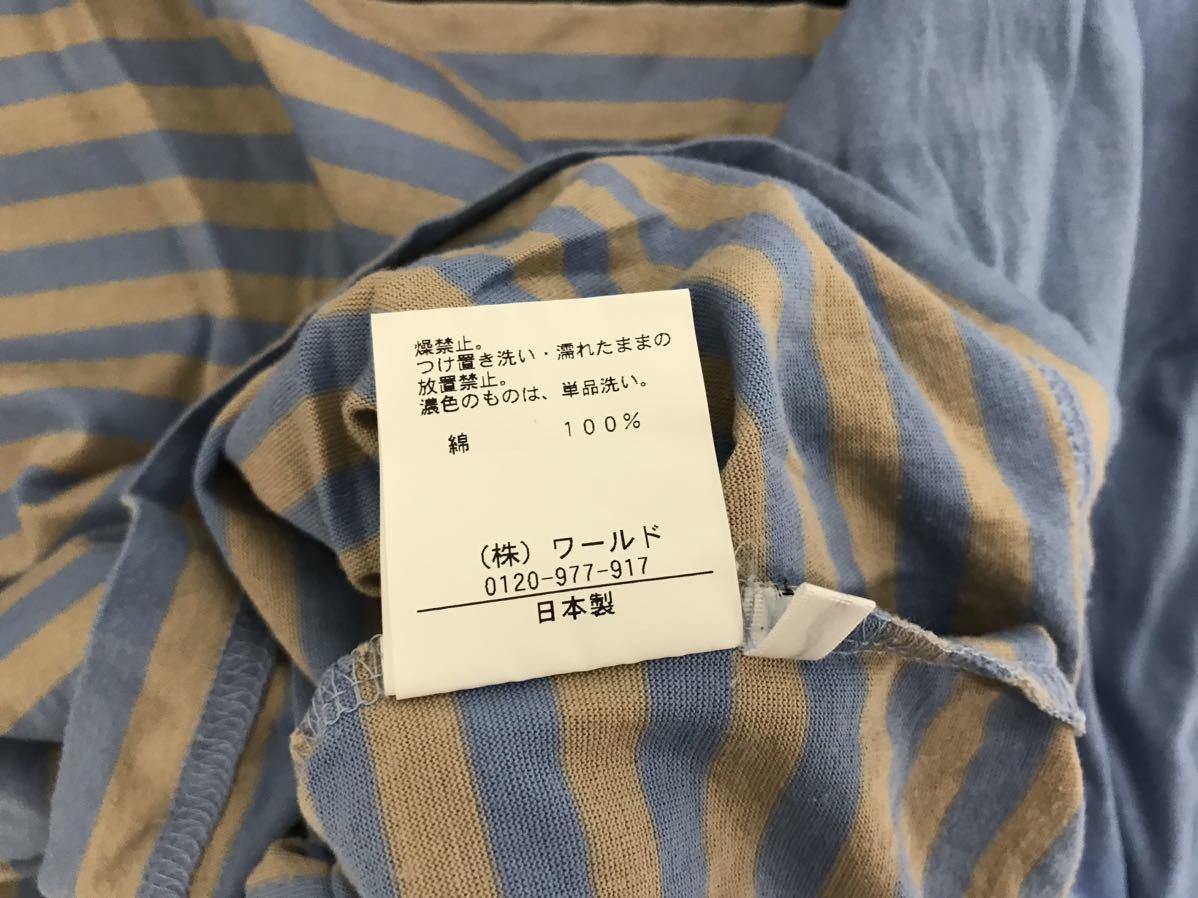 燥禁止。
つけ置き洗い・濡れたままの
放置禁止。
濃色のものは、単品洗い。
綿 100%
(株) ワールド
0120-977-917
日本製